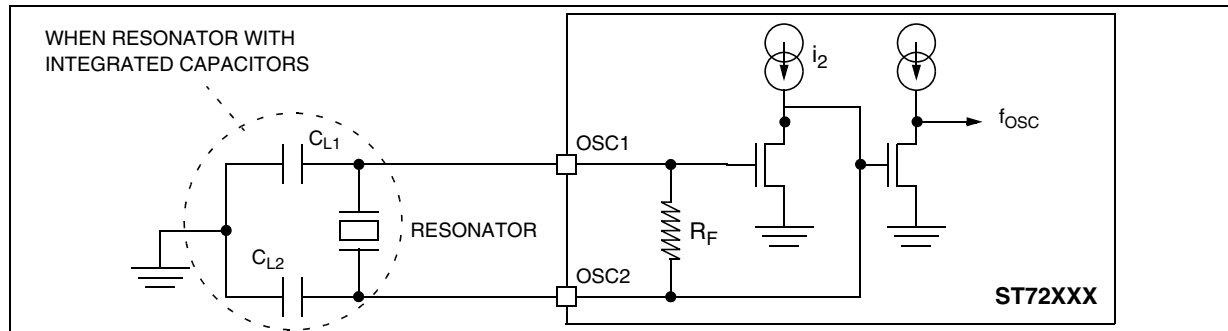 WHEN RESONATOR WITH
INTEGRATED CAPACITORS
i2
fOSC
CL1
OSC1
RESONATOR
RF
CL2
OSC2
ST72XXX